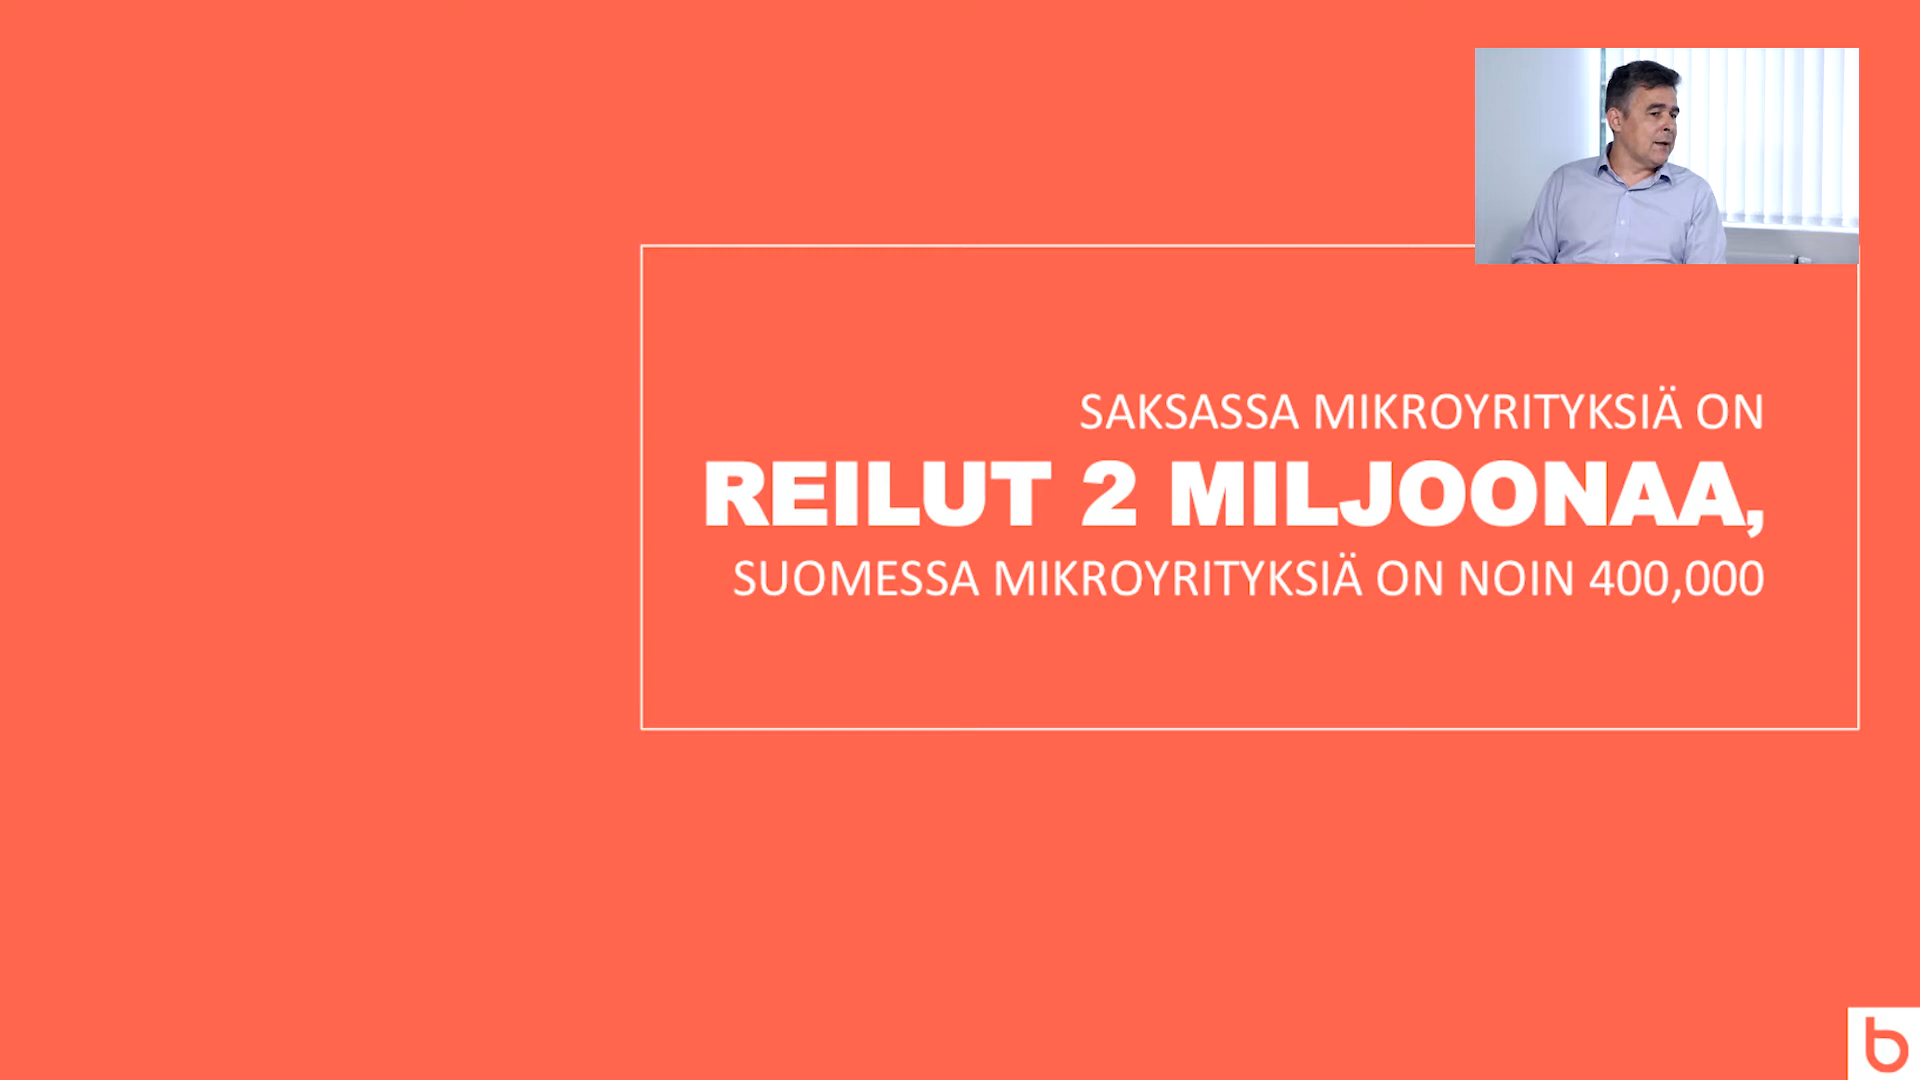 SAKSASSA MIKROYRITYKSIÄ ON
REILUT 2 MILJOONAA,
SUOMESSA MIKROYRITYKSIÄ ON NOIN 400,000
b